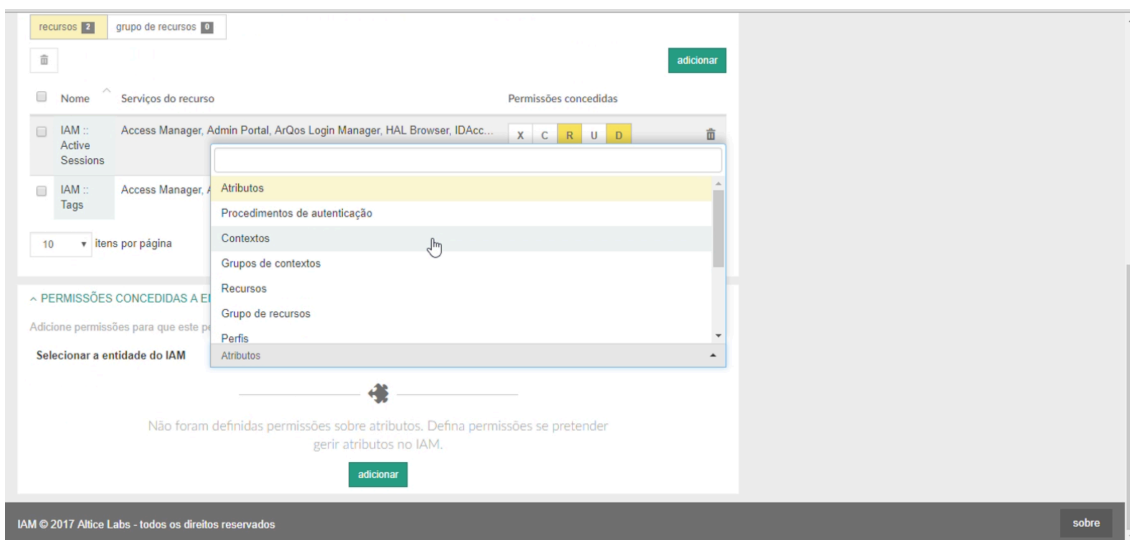 recursos 2 grupo de recursos 0
adicionar
Nome Serviços do recurso Permissões concedidas
IAM :: Active Sessions Access Manager, Admin Portal, ArQos Login Manager, HAL Browser, IDAcc... X C R U D
IAM :: Tags Access Manager,
Atributos
Procedimentos de autenticação
Contextos
Grupos de contextos
Recursos
Grupo de recursos
Perfis
10 itens por página
PERMISSÕES CONCEDIDAS A
Adicione permissões para que este
Selecionar a entidade do IAM Atributos
Não foram definidas permissões sobre atributos. Defina permissões se pretender
gerir atributos no IAM.
adicionar
IAM © 2017 Altice Labs - todos os direitos reservados sobre